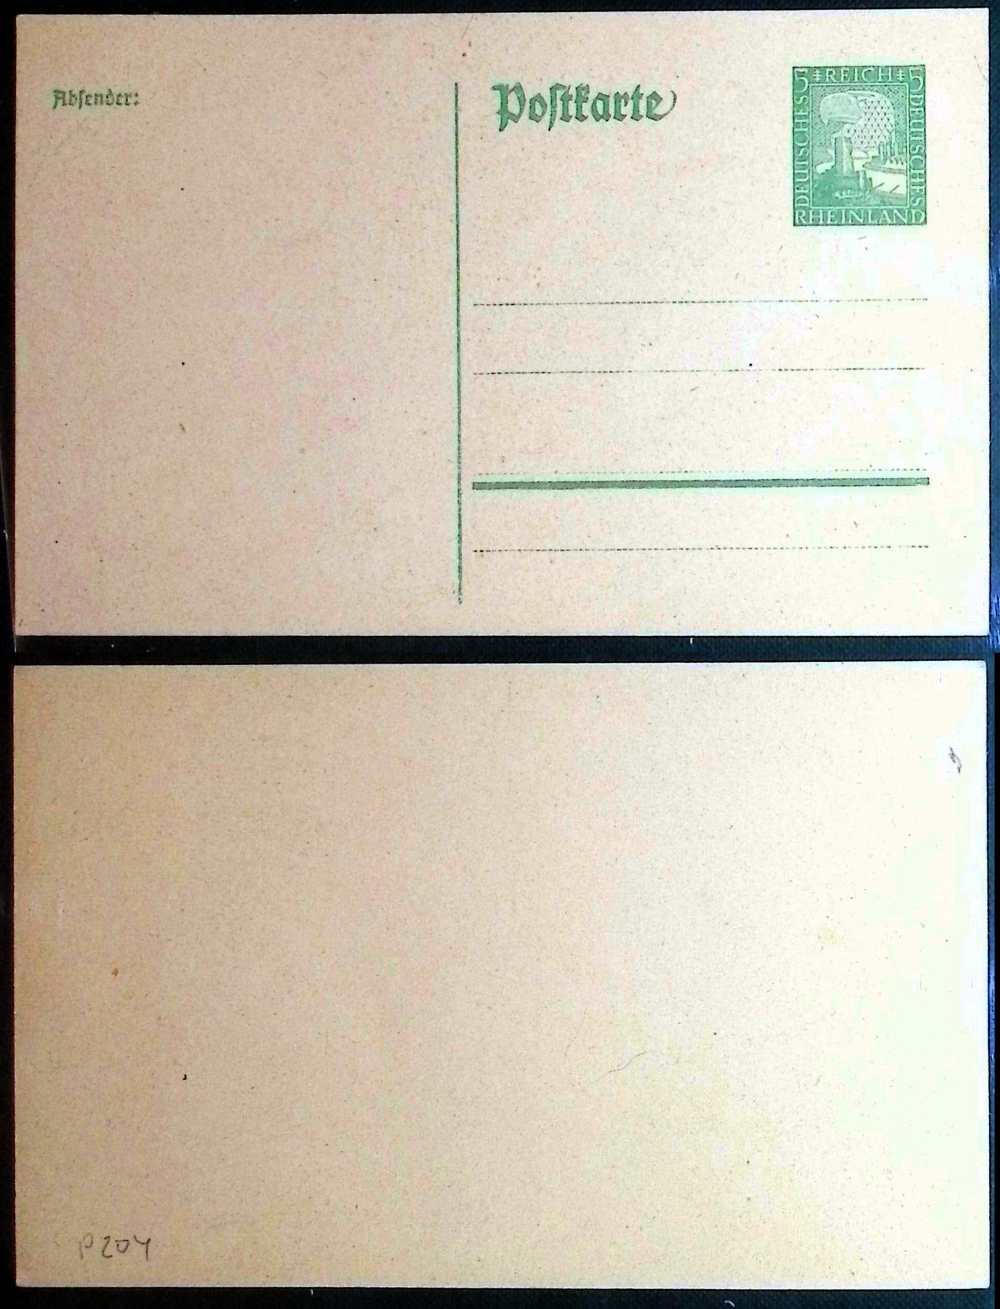 Absender:
Postkarte
5 REICH 5
DEUTSCHES
DEUTSCHES
RHEINLAND
P204